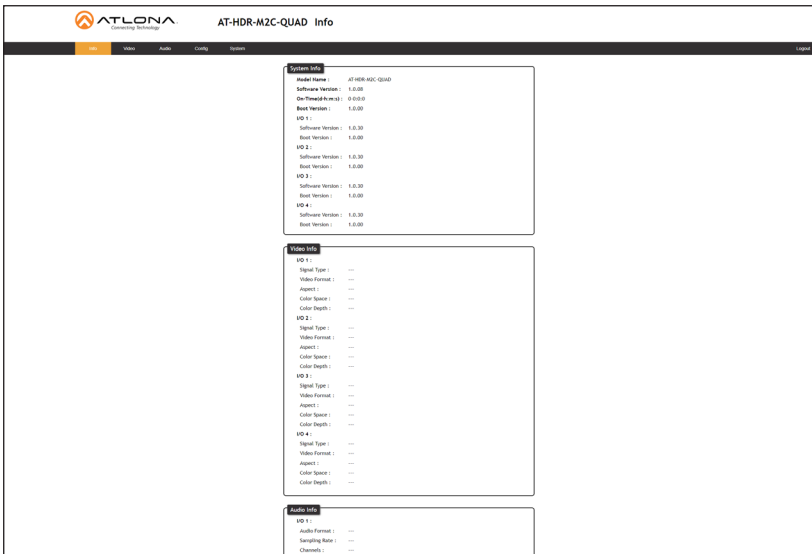 ATLONA.
Connecting Technology
AT-HDR-M2C-QUAD Info
Info Video Audio Config System Logout
System Info
Model Name : AT-HDR-M2C-QUAD
Software Version : 1.0.08
On-Time(d-h:m:s) : 0-0:0:0
Boot Version : 1.0.00
I/O 1 :
Software Version : 1.0.30
Boot Version : 1.0.00
I/O 2 :
Software Version : 1.0.30
Boot Version : 1.0.00
I/O 3 :
Software Version : 1.0.30
Boot Version : 1.0.00
I/O 4 :
Software Version : 1.0.30
Boot Version : 1.0.00
Video Info
I/O 1 :
Signal Type : ---
Video Format : ---
Aspect : ---
Color Space : ---
Color Depth : ---
I/O 2 :
Signal Type : ---
Video Format : ---
Aspect : ---
Color Space : ---
Color Depth : ---
I/O 3 :
Signal Type : ---
Video Format : ---
Aspect : ---
Color Space : ---
Color Depth : ---
I/O 4 :
Signal Type : ---
Video Format : ---
Aspect : ---
Color Space : ---
Color Depth : ---
Audio Info
I/O 1 :
Audio Format : ---
Sampling Rate : ---
Channels : ---